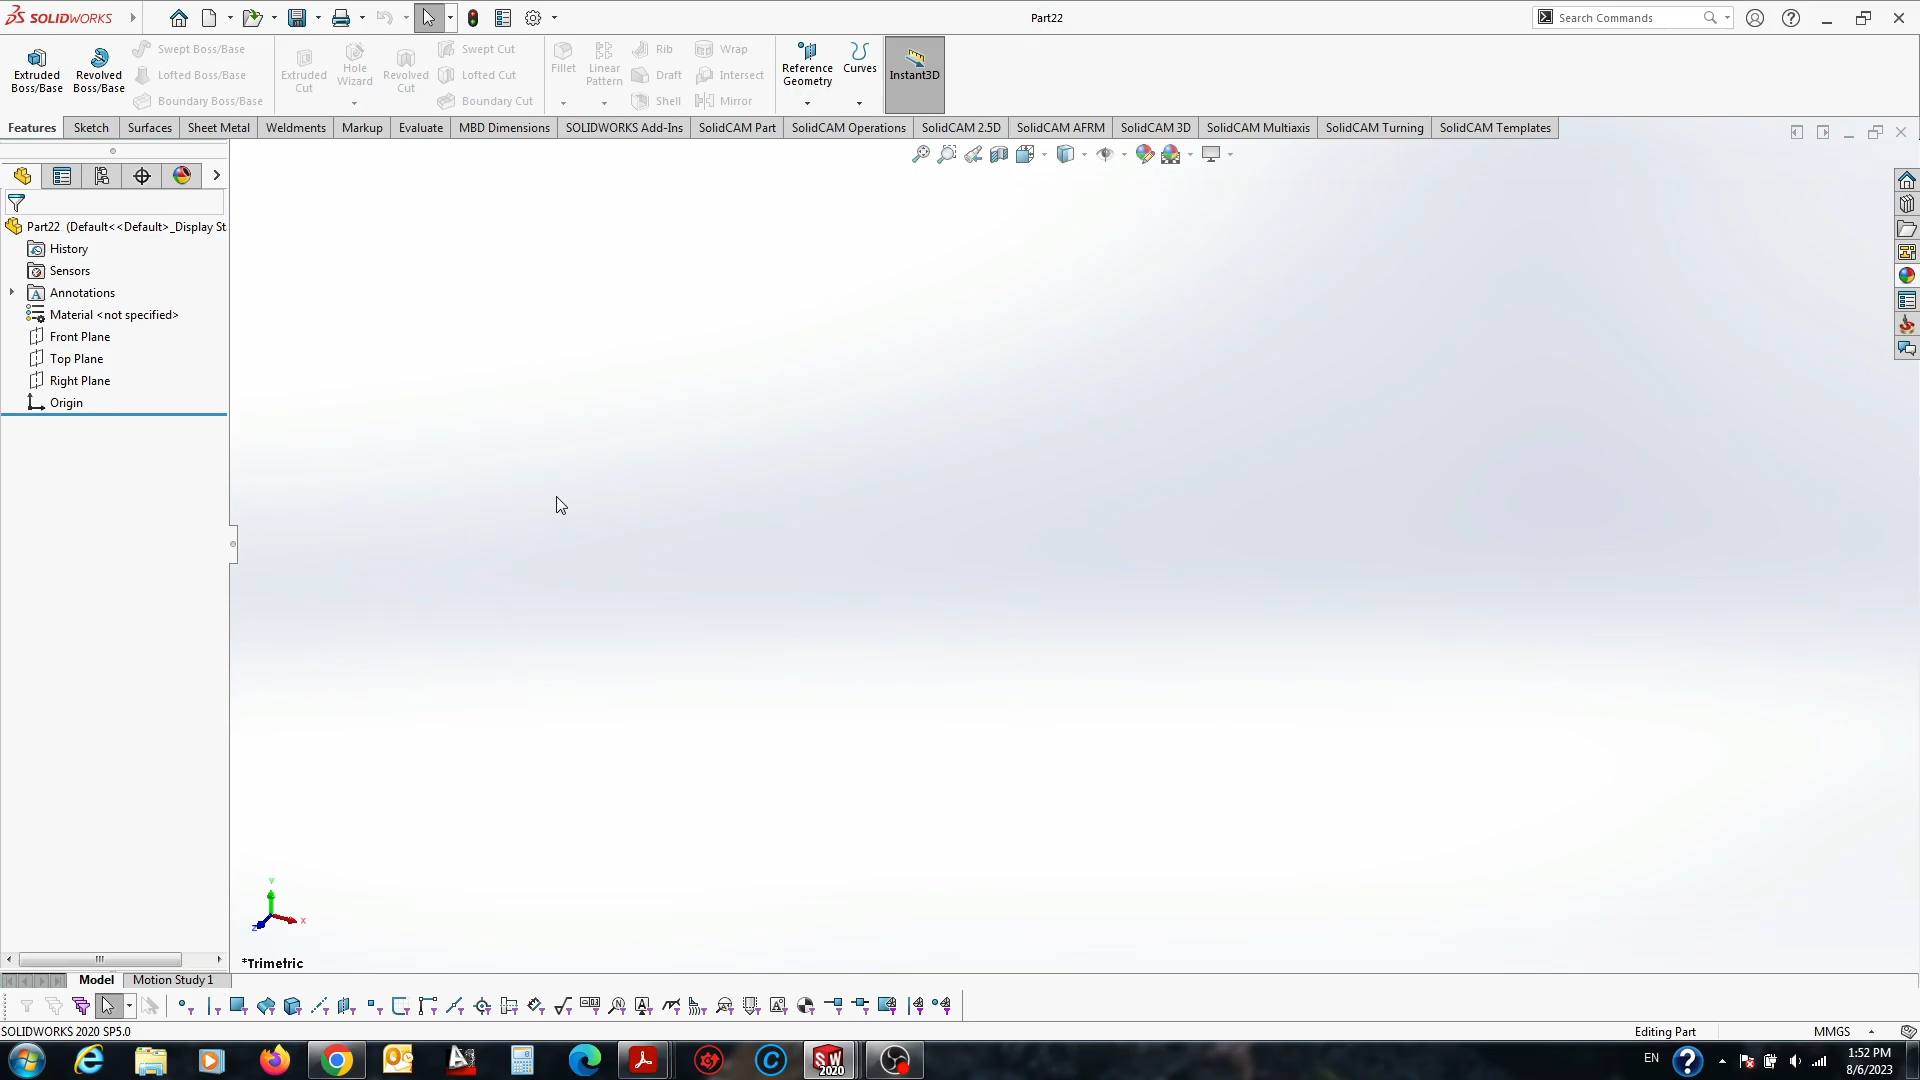 SOLIDWORKS
Part22
Search Commands
Extruded Boss/Base
Revolved Boss/Base
Swept Boss/Base
Lofted Boss/Base
Boundary Boss/Base
Extruded Cut
Hole Wizard
Revolved Cut
Swept Cut
Lofted Cut
Boundary Cut
Fillet
Linear Pattern
Rib
Draft
Shell
Wrap
Intersect
Mirror
Reference Geometry
Curves
Instant3D
Features
Sketch
Surfaces
Sheet Metal
Weldments
Markup
Evaluate
MBD Dimensions
SOLIDWORKS Add-Ins
SolidCAM Part
SolidCAM Operations
SolidCAM 2.5D
SolidCAM AFRM
SolidCAM 3D
SolidCAM Multiaxis
SolidCAM Turning
SolidCAM Templates
Part22 (Default<<Default>_Display St
History
Sensors
Annotations
Material <not specified>
Front Plane
Top Plane
Right Plane
Origin
Y
X
Z
*Trimetric
Model
Motion Study 1
SOLIDWORKS 2020 SP5.0
Editing Part
MMGS
SW
2020
EN
1:52 PM
8/6/2023